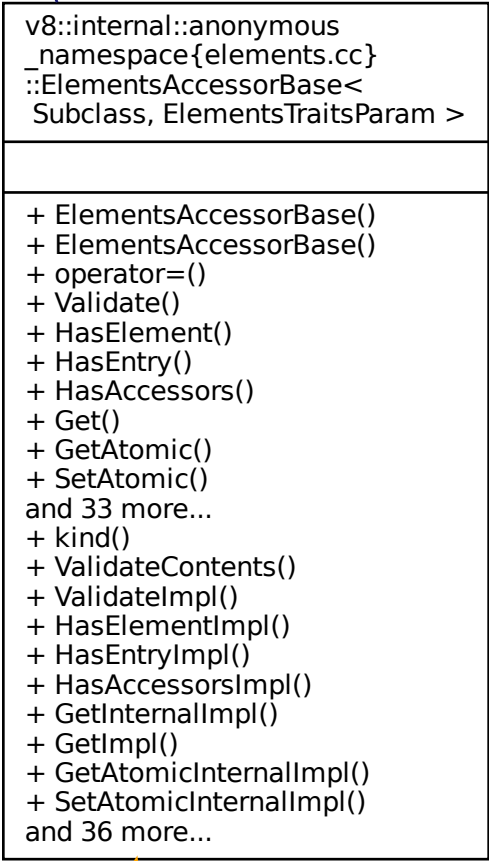 v8::internal::anonymous
_namespace{elements.cc}
::ElementsAccessorBase<
Subclass, ElementsTraitsParam >
+ ElementsAccessorBase()
+ ElementsAccessorBase()
+ operator=()
+ Validate()
+ HasElement()
+ HasEntry()
+ HasAccessors()
+ Get()
+ GetAtomic()
+ SetAtomic()
and 33 more...
+ kind()
+ ValidateContents()
+ ValidateImpl()
+ HasElementImpl()
+ HasEntryImpl()
+ HasAccessorsImpl()
+ GetInternalImpl()
+ GetImpl()
+ GetAtomicInternalImpl()
+ SetAtomicInternalImpl()
and 36 more...